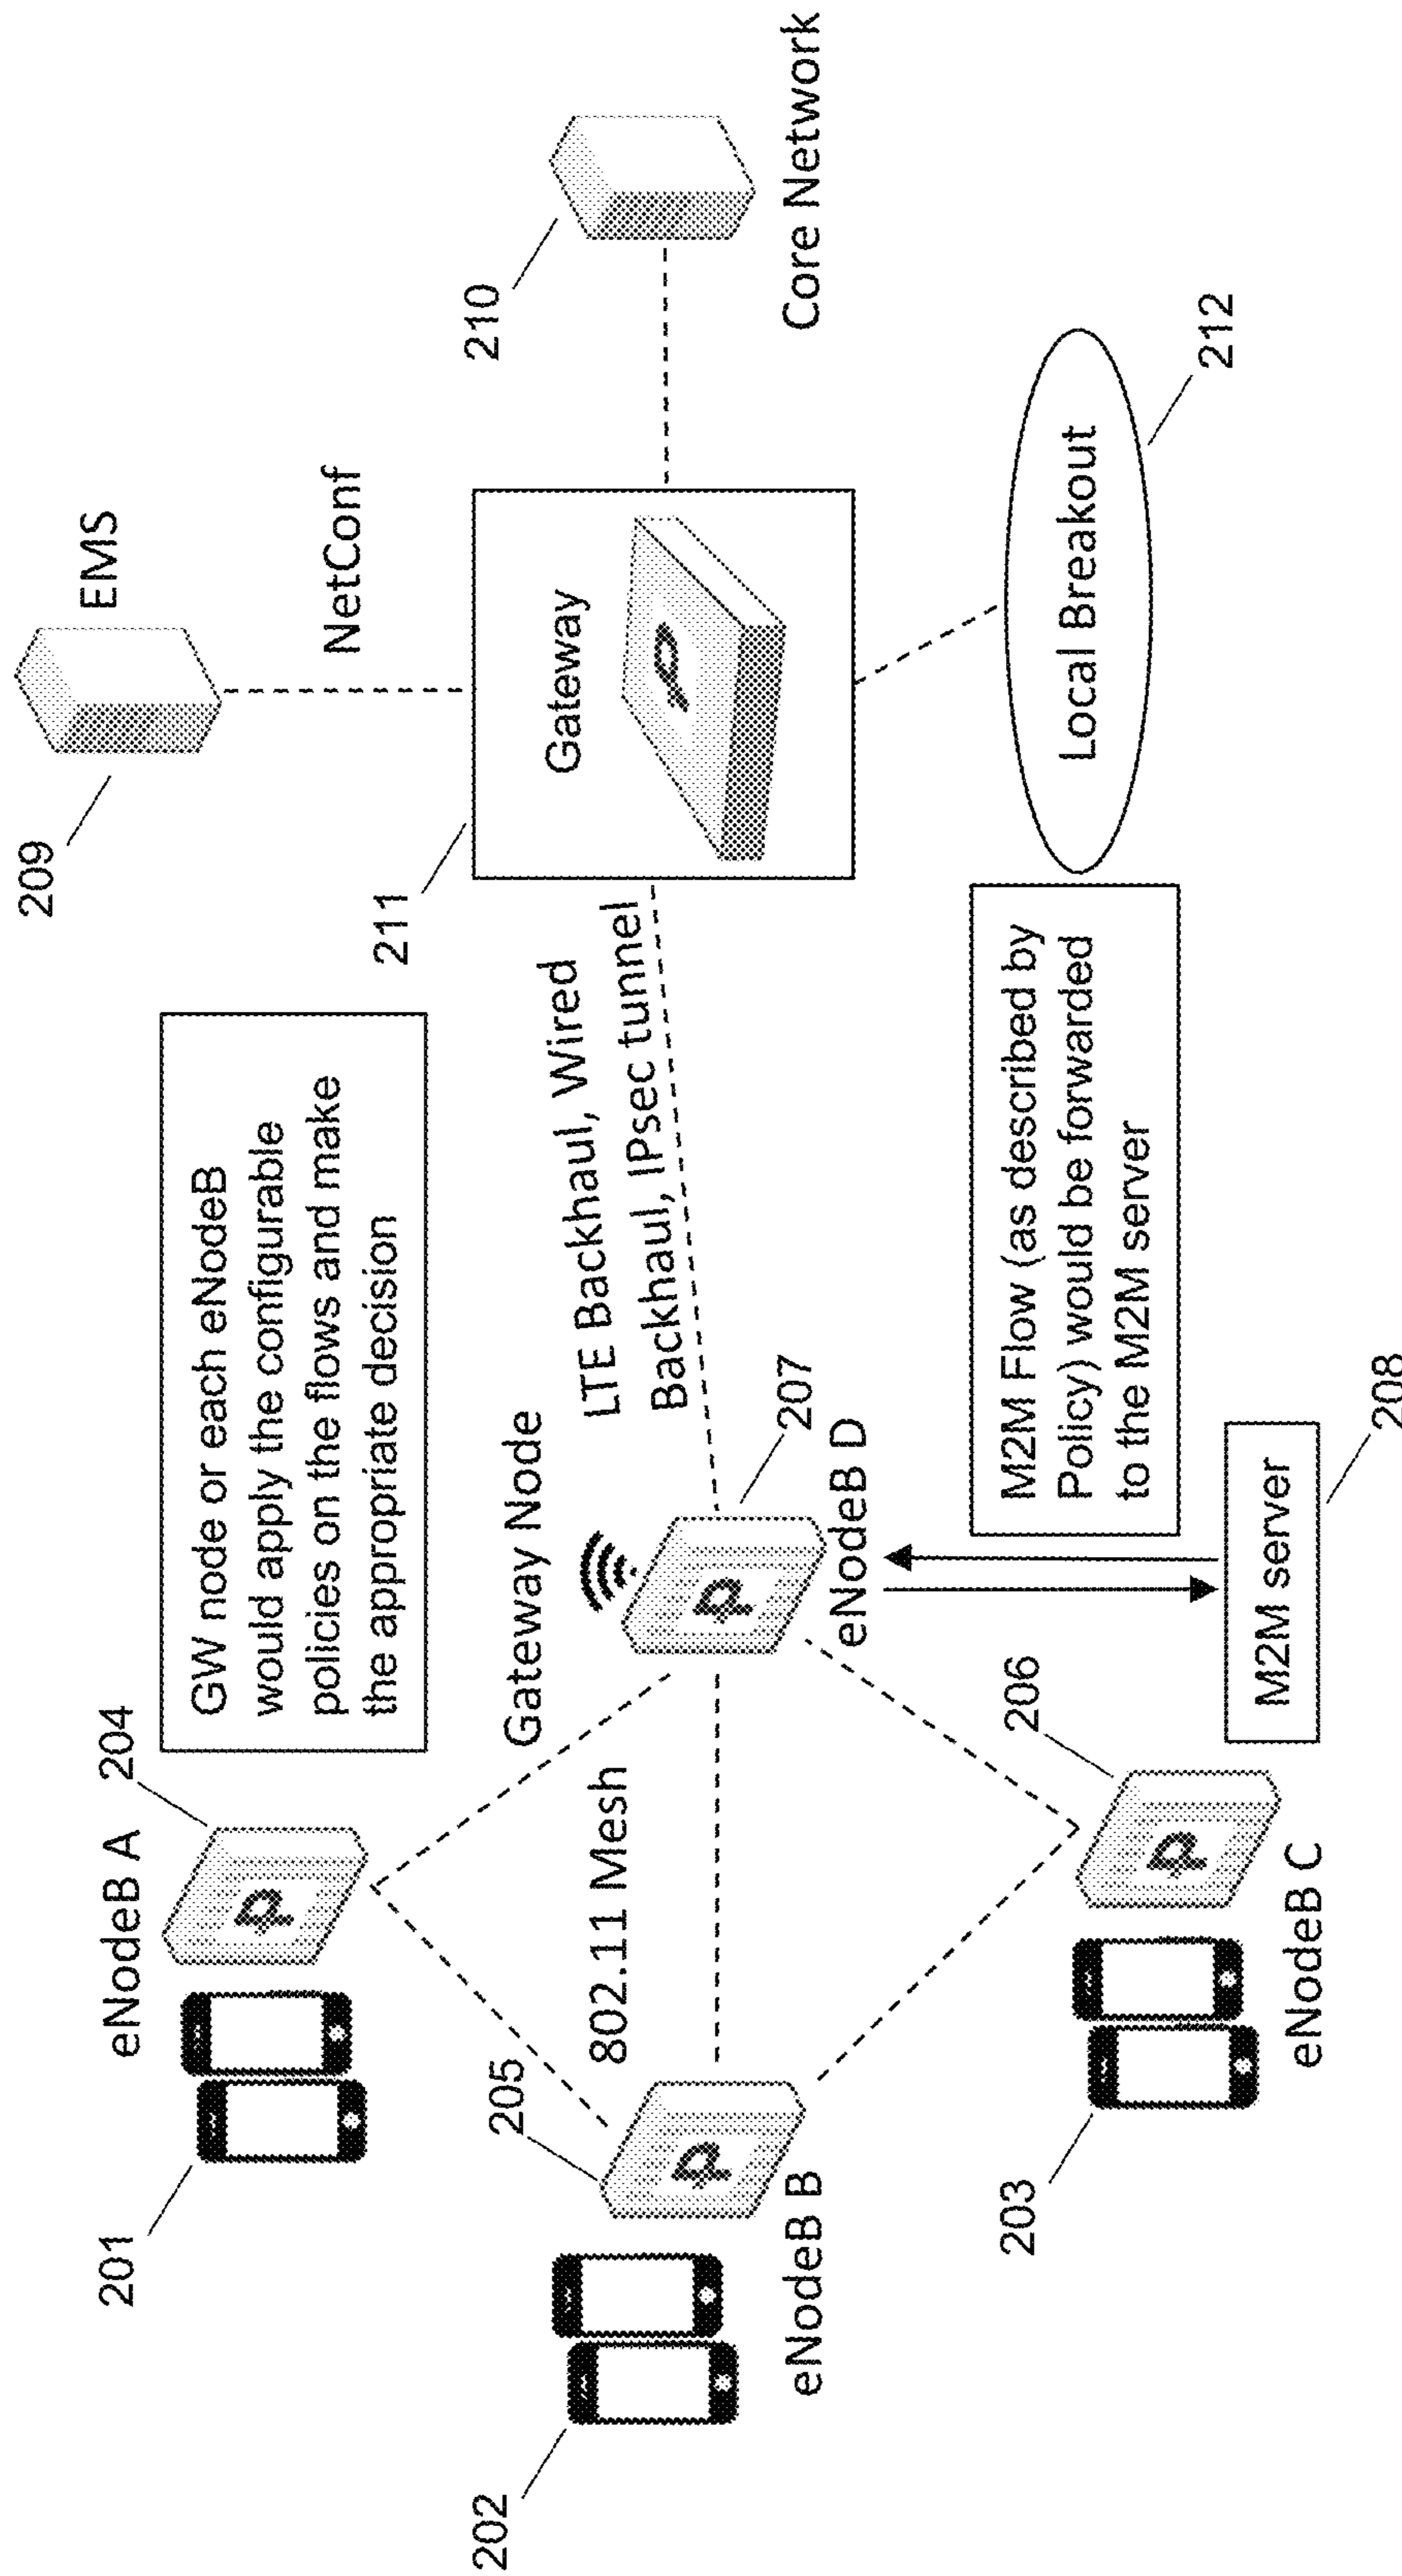 201
eNodeB A
204
GW node or each eNodeB
would apply the configurable
policies on the flows and make
the appropriate decision
209
EMS
NetConf
202
205
eNodeB B
802.11 Mesh
Gateway Node
207
eNodeB D
LTE Backhaul, Wired
Backhaul, IPsec tunnel
211
Gateway
210
Core Network
203
206
eNodeB C
M2M Flow (as described by
Policy) would be forwarded
to the M2M server
M2M server
208
Local Breakout
212